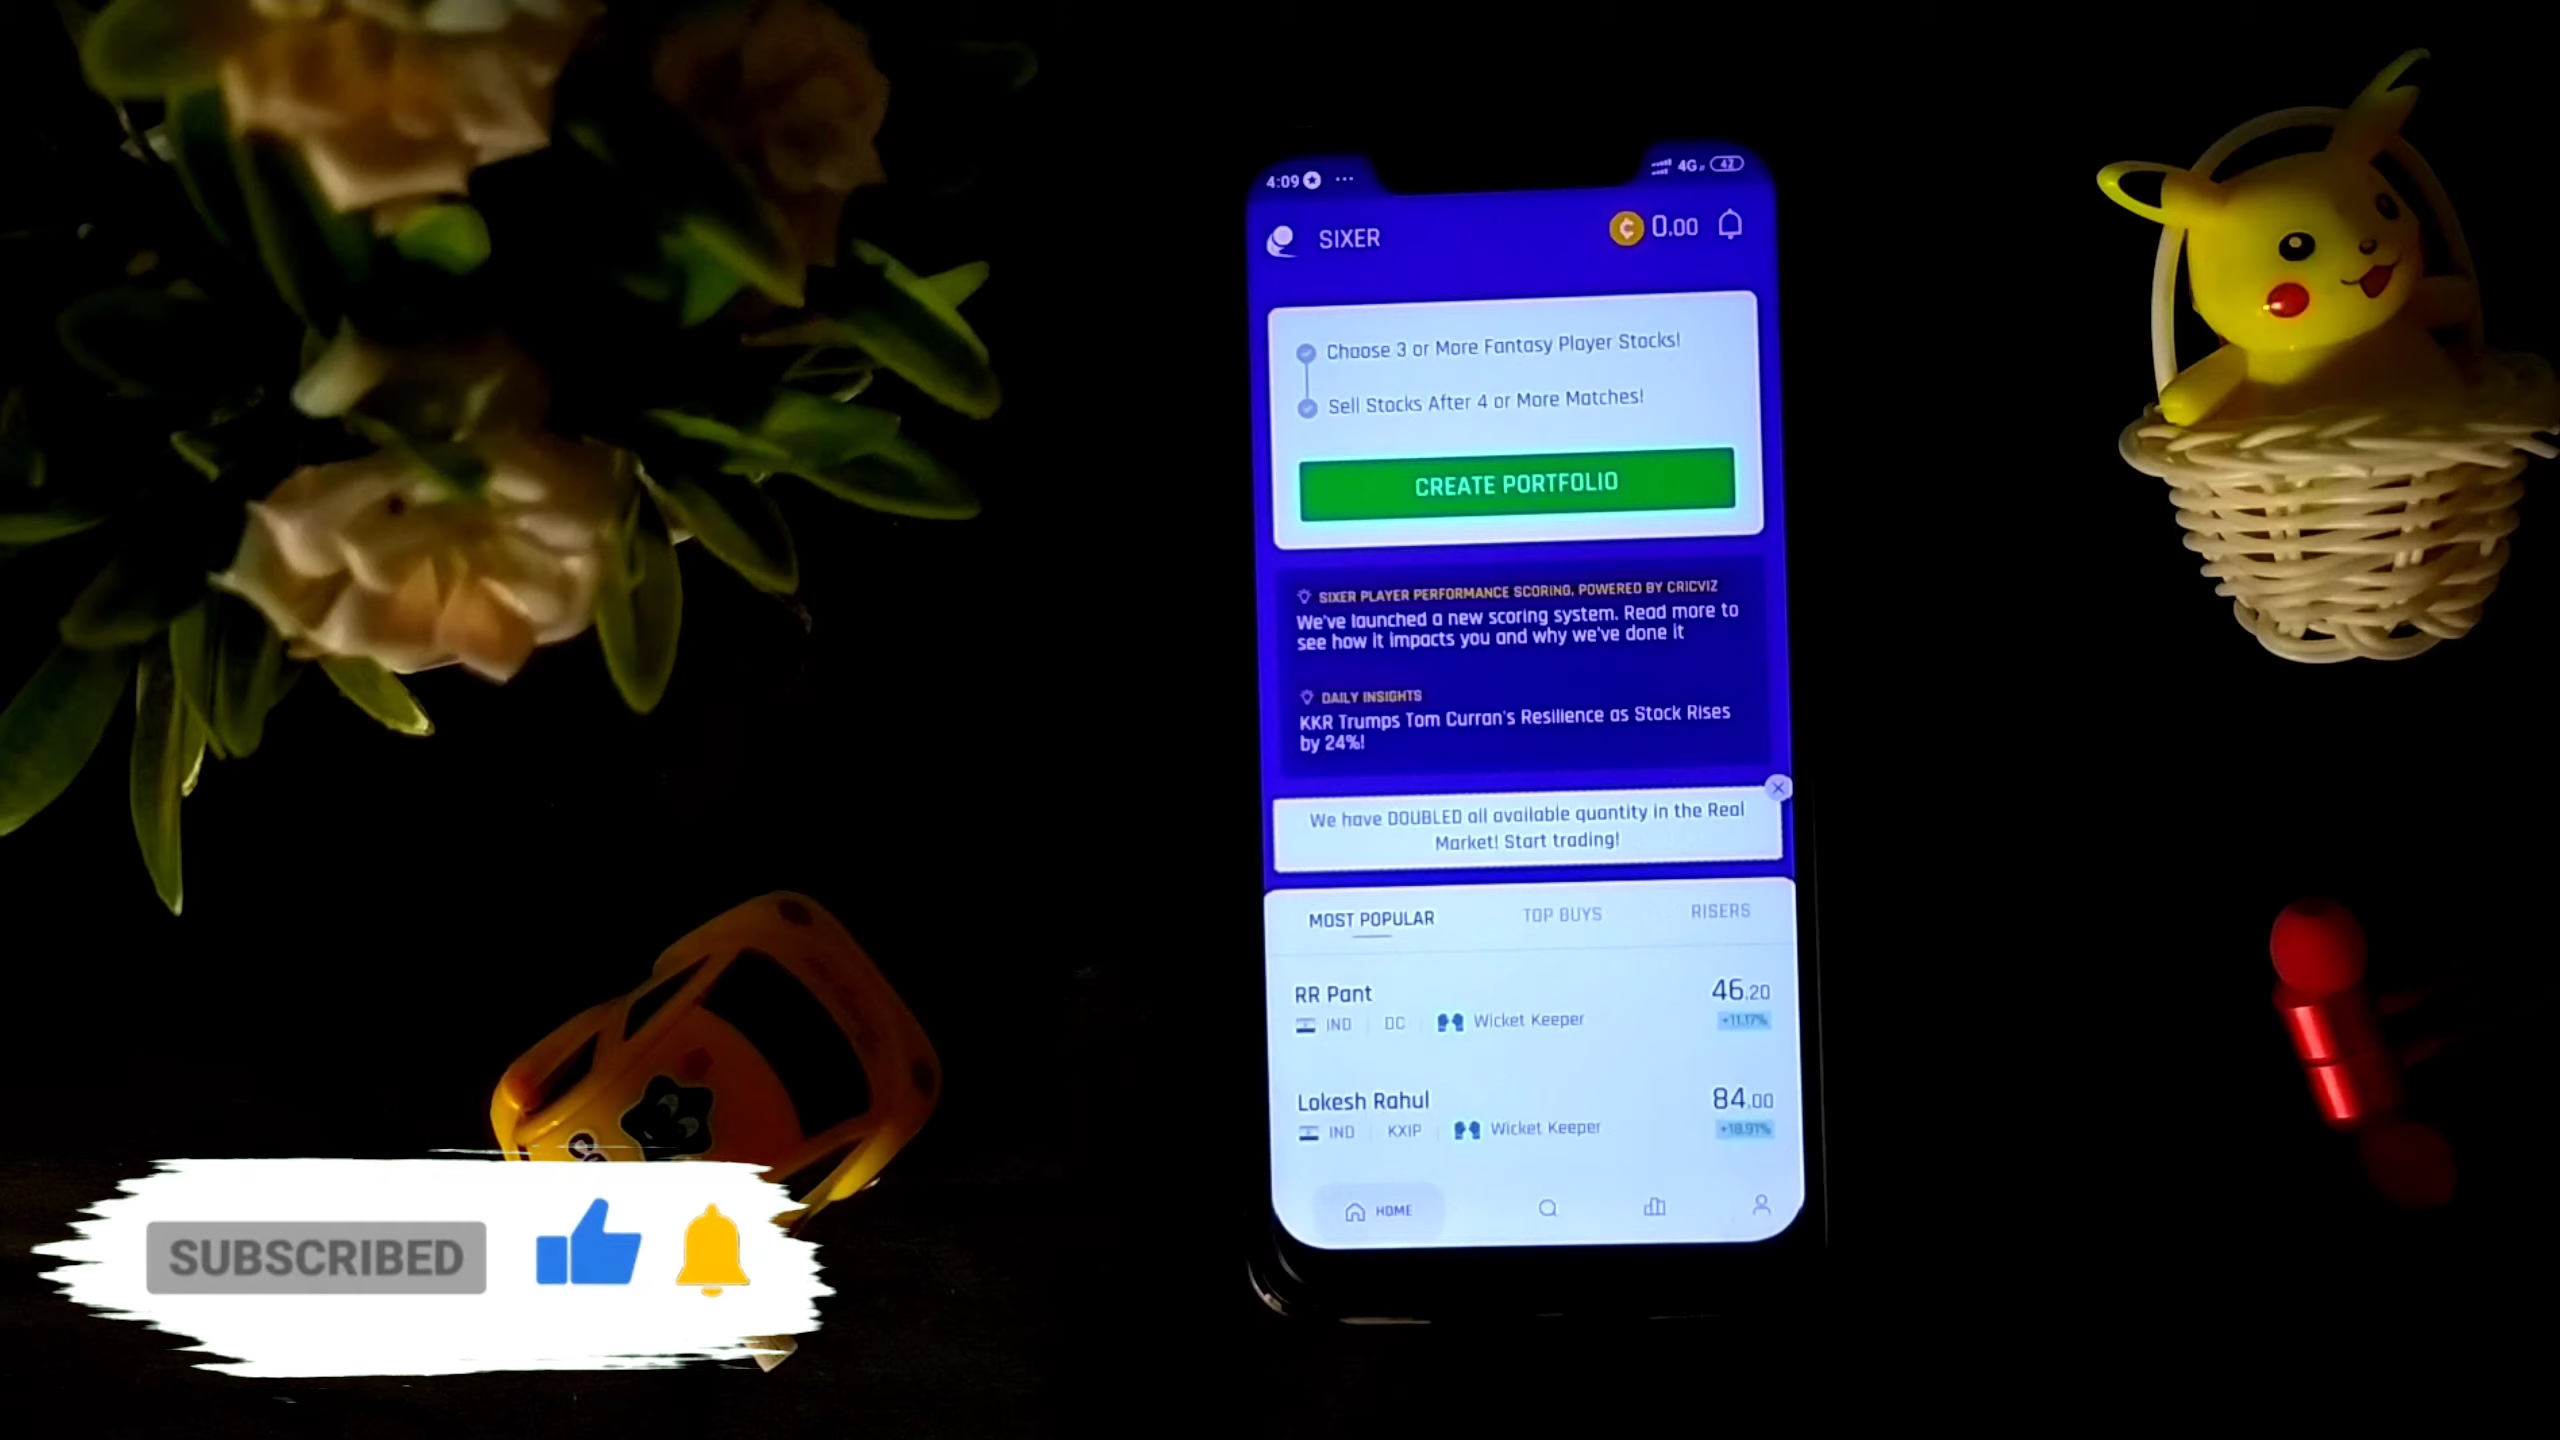 4:09
4G
42
SIXER
0.00
Choose 3 or More Fantasy Player Stocks!
Sell Stocks After 4 or More Matches!
CREATE PORTFOLIO
SIXER PLAYER PERFORMANCE SCORING, POWERED BY CRICVIZ
We've launched a new scoring system. Read more to
see how it impacts you and why we've done it
DAILY INSIGHTS
KKR Trumps Tom Curran's Resilience as Stock Rises
by 24%!
We have DOUBLED all available quantity in the Real
Market! Start trading!
MOST POPULAR
TOP BUYS
RISERS
RR Pant
46.20
IND
DC
Wicket Keeper
+11.17%
Lokesh Rahul
84.00
IND
KXIP
Wicket Keeper
+18.91%
HOME
SUBSCRIBED